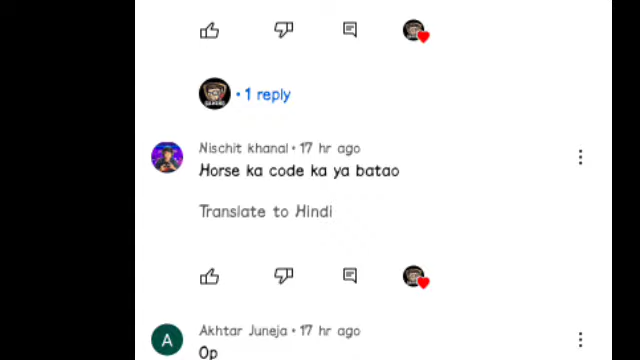 • 1 reply
Nischit khanal • 17 hr ago
Horse ka code ka ya batao
Translate to Hindi
Akhtar Juneja • 17 hr ago
A
Op